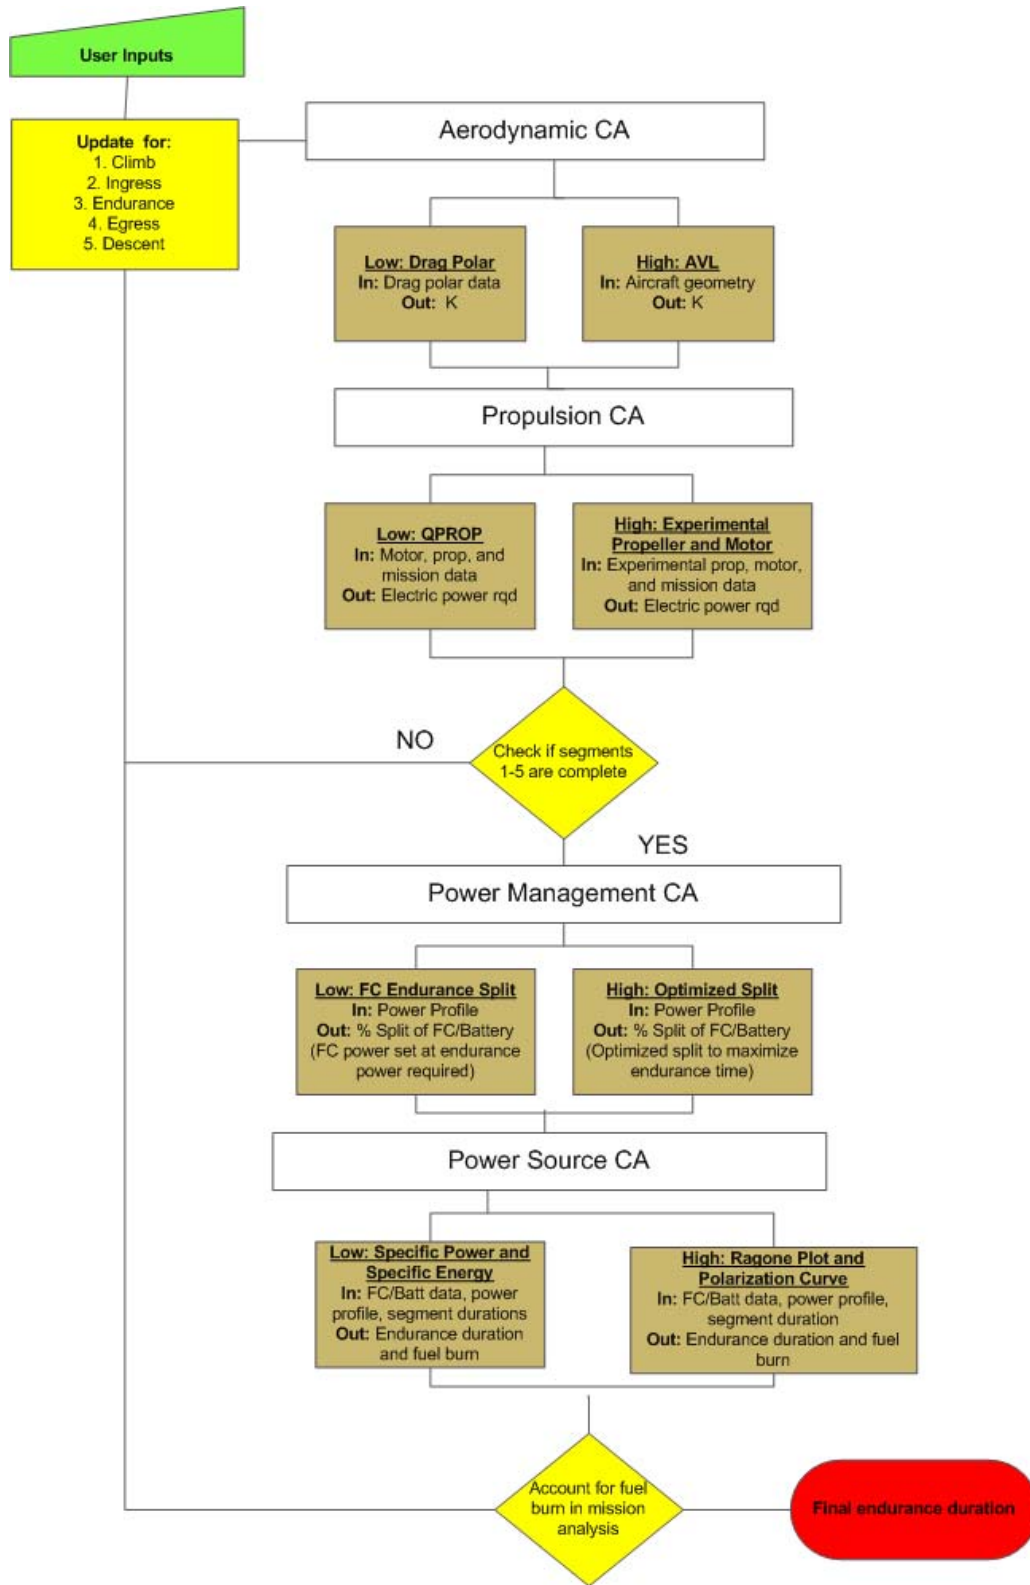 User Inputs
Update for:
1. Climb
2. Ingress
3. Endurance
4. Egress
5. Descent
Aerodynamic CA
Low: Drag Polar
In: Drag polar data
Out: K
High: AVL
In: Aircraft geometry
Out: K
Propulsion CA
Low: QPROP
In: Motor, prop, and
mission data
Out: Electric power rqd
High: Experimental
Propeller and Motor
In: Experimental prop, motor,
and mission data
Out: Electric power rqd
NO
Check if segments
1-5 are complete
YES
Power Management CA
Low: FC Endurance Split
In: Power Profile
Out: % Split of FC/Battery
(FC power set at endurance
power required)
High: Optimized Split
In: Power Profile
Out: % Split of FC/Battery
(Optimized split to maximize
endurance time)
Power Source CA
Low: Specific Power and
Specific Energy
In: FC/Batt data, power
profile, segment durations
Out: Endurance duration
and fuel burn
High: Ragone Plot and
Polarization Curve
In: FC/Batt data, power profile,
segment duration
Out: Endurance duration and fuel
burn
Account for fuel
burn in mission
analysis
Final endurance duration